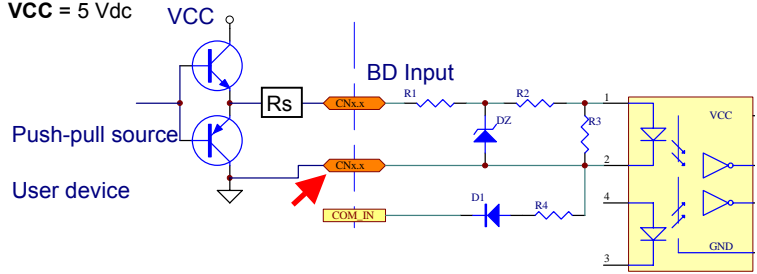 VCC = 5 Vdc
VCC
BD Input
Rs
CNx.x
R1
R2
1
VCC
DZ
R3
Push-pull source
CNx.x
2
User device
D1
R4
4
COM_IN
GND
3